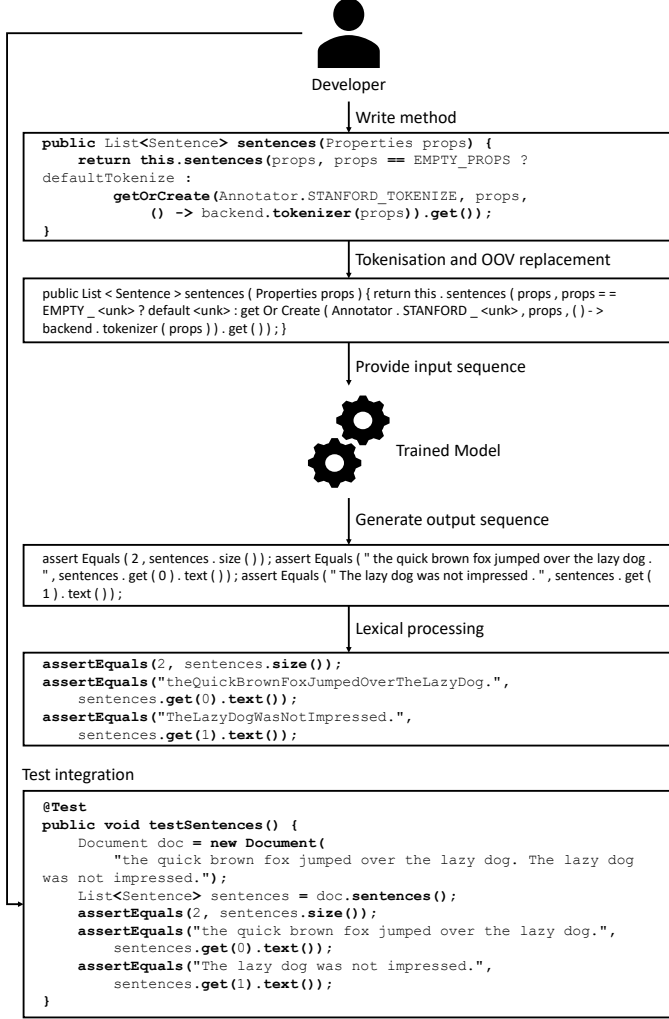 Developer
Write method
public List<Sentence> sentences(Properties props) {
return this.sentences(props, props == EMPTY_PROPS ?
defaultTokenize :
getOrCreate(Annotator.STANFORD_TOKENIZE, props,
() -> backend.tokenizer(props)).get());
}
Tokenisation and OOV replacement
public List < Sentence > sentences ( Properties props ) { return this . sentences ( props , props = =
EMPTY _ <unk> ? default <unk> : get Or Create ( Annotator . STANFORD _ <unk> , props , ( ) - >
backend . tokenizer ( props ) ) . get ( ) ) ; }
Provide input sequence
Trained Model
Generate output sequence
assert Equals ( 2 , sentences . size ( ) ) ; assert Equals ( " the quick brown fox jumped over the lazy dog .
" , sentences . get ( 0 ) . text ( ) ) ; assert Equals ( " The lazy dog was not impressed . " , sentences . get (
1 ) . text ( ) ) ;
Lexical processing
assertEquals(2, sentences.size());
assertEquals("theQuickBrownFoxJumpedOverTheLazyDog.",
sentences.get(0).text());
assertEquals("TheLazyDogWasNotImpressed.",
sentences.get(1).text());
Test integration
@Test
public void testSentences() {
Document doc = new Document(
"the quick brown fox jumped over the lazy dog. The lazy dog
was not impressed.");
List<Sentence> sentences = doc.sentences();
assertEquals(2, sentences.size());
assertEquals("the quick brown fox jumped over the lazy dog.",
sentences.get(0).text());
assertEquals("The lazy dog was not impressed.",
sentences.get(1).text());
}